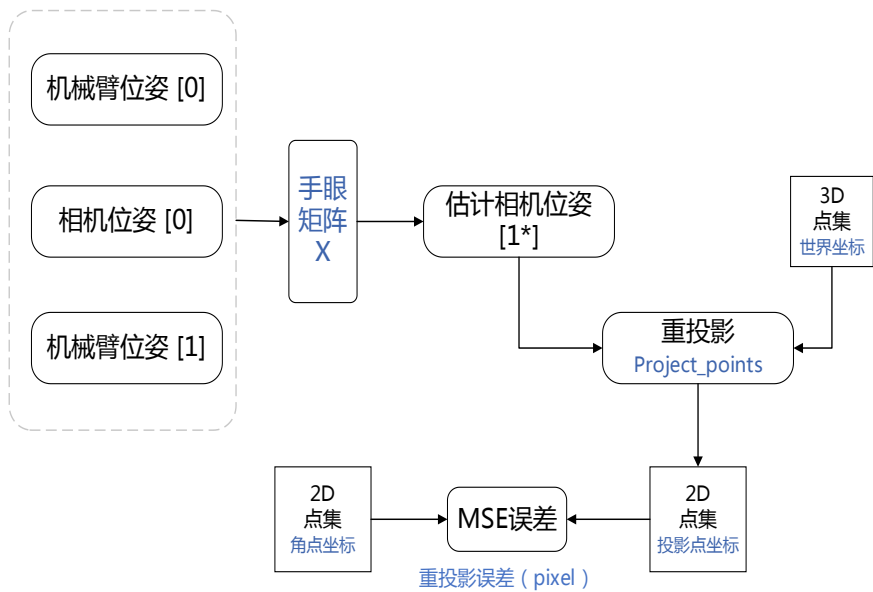 机械臂位姿 [0]
相机位姿 [0]
机械臂位姿 [1]
手眼
矩阵
X
估计相机位姿
[1*]
3D
点集
世界坐标
重投影
Project_points
2D
点集
角点坐标
MSE误差
2D
点集
投影点坐标
重投影误差（pixel）